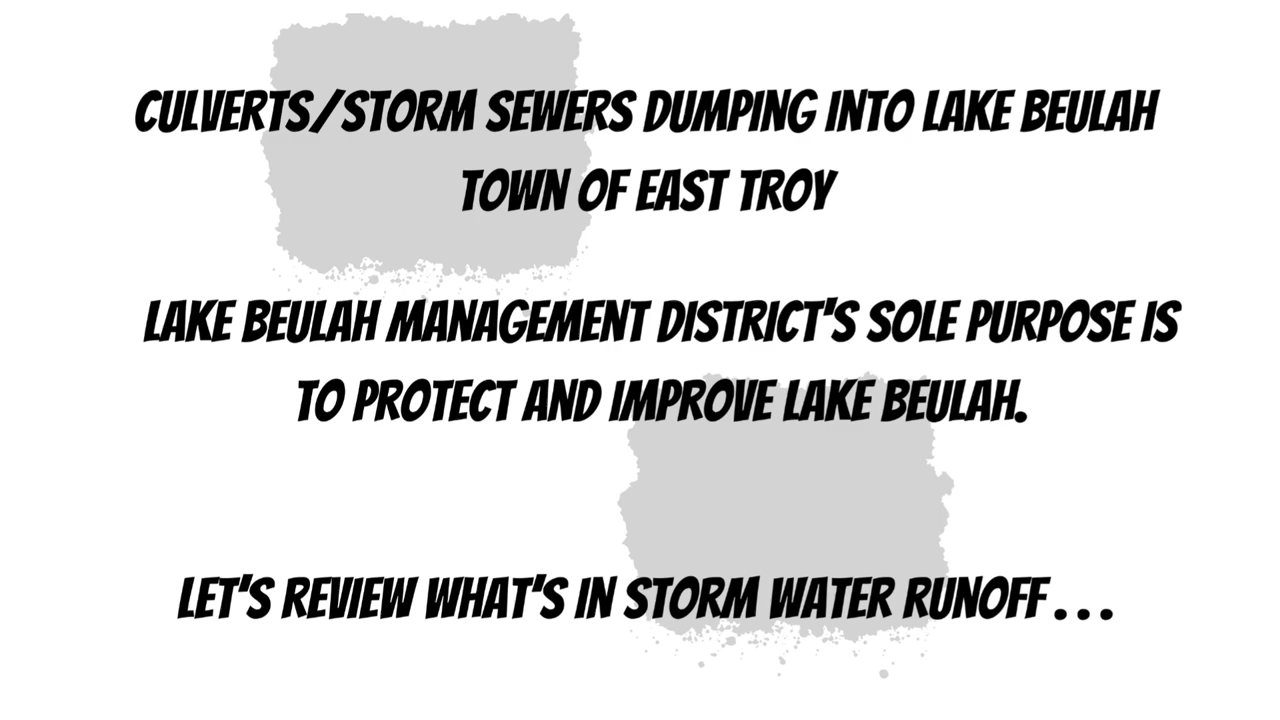 CULVERTS/STORM SEWERS DUMPING INTO LAKE BEULAH
TOWN OF EAST TROY
LAKE BEULAH MANAGEMENT DISTRICT'S SOLE PURPOSE IS
TO PROTECT AND IMPROVE LAKE BEULAH.
LET'S REVIEW WHAT'S IN STORM WATER RUNOFF...